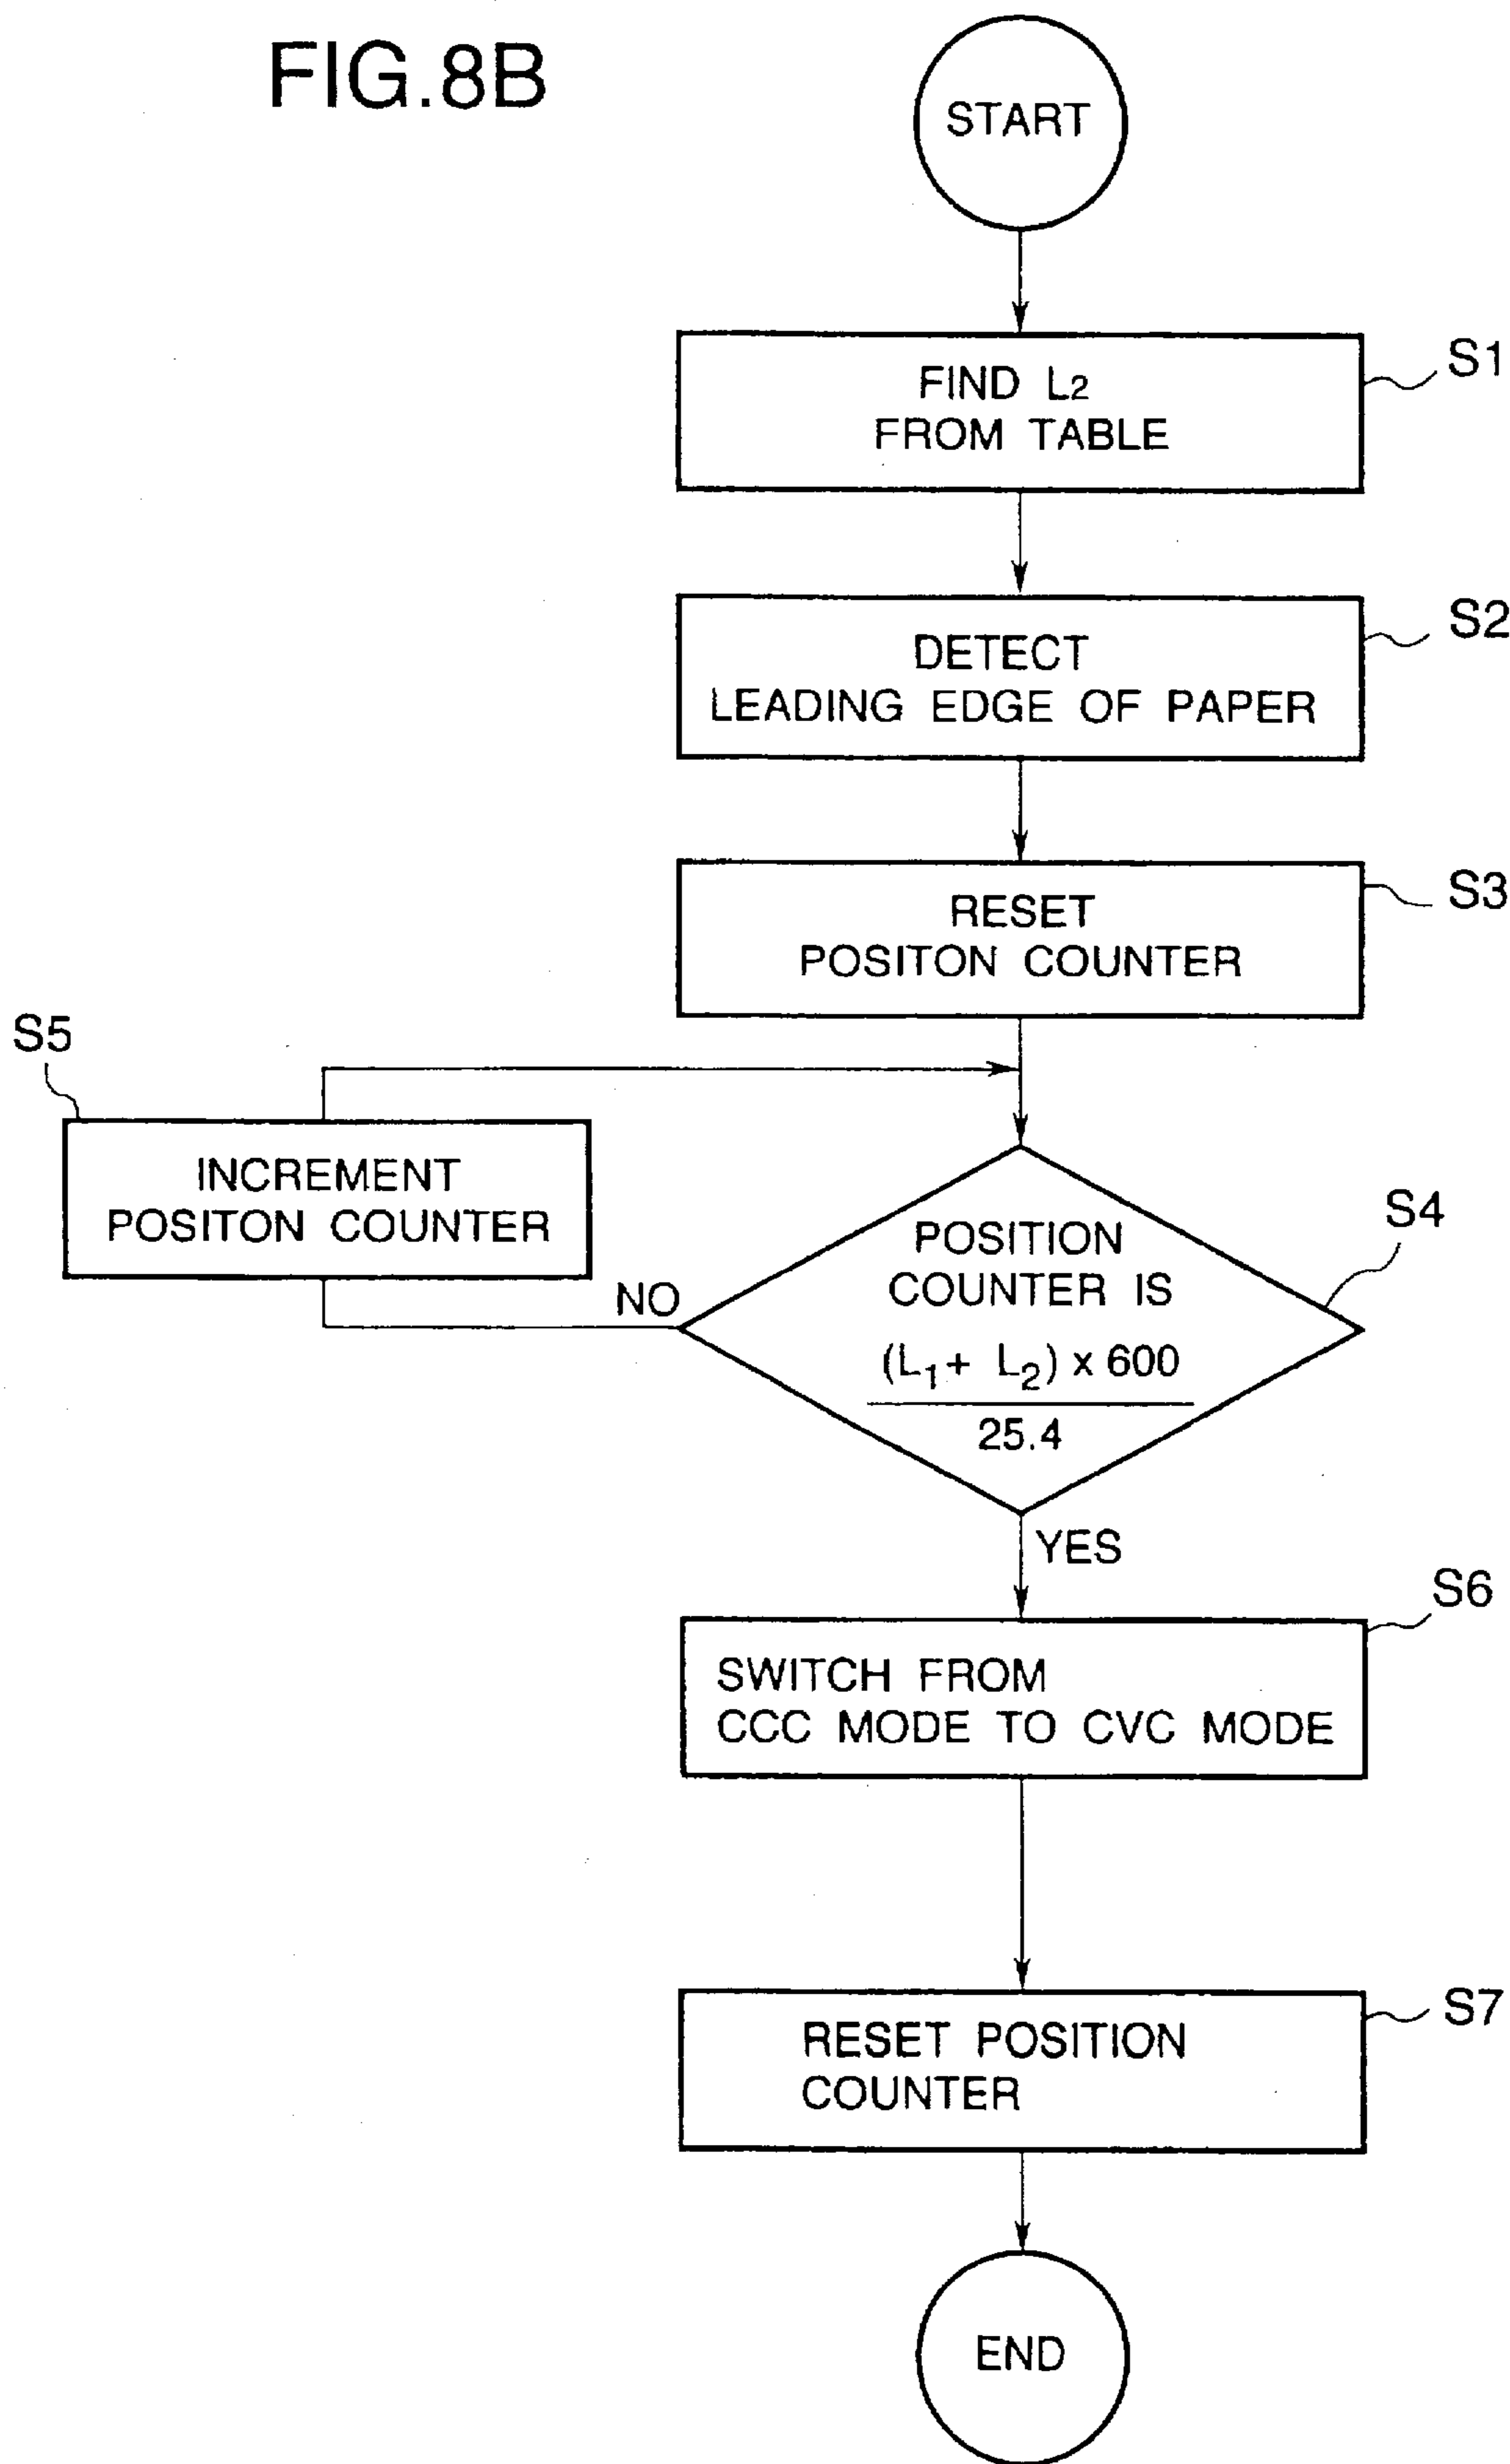 FIG.8B
START
FIND L2
FROM TABLE
S1
DETECT
LEADING EDGE OF PAPER
S2
RESET
POSITON COUNTER
S3
S5
INCREMENT
POSITON COUNTER
NO
POSITION
COUNTER IS
(L1+ L2) x 600
25.4
S4
YES
SWITCH FROM
CCC MODE TO CVC MODE
S6
RESET POSITION
COUNTER
S7
END